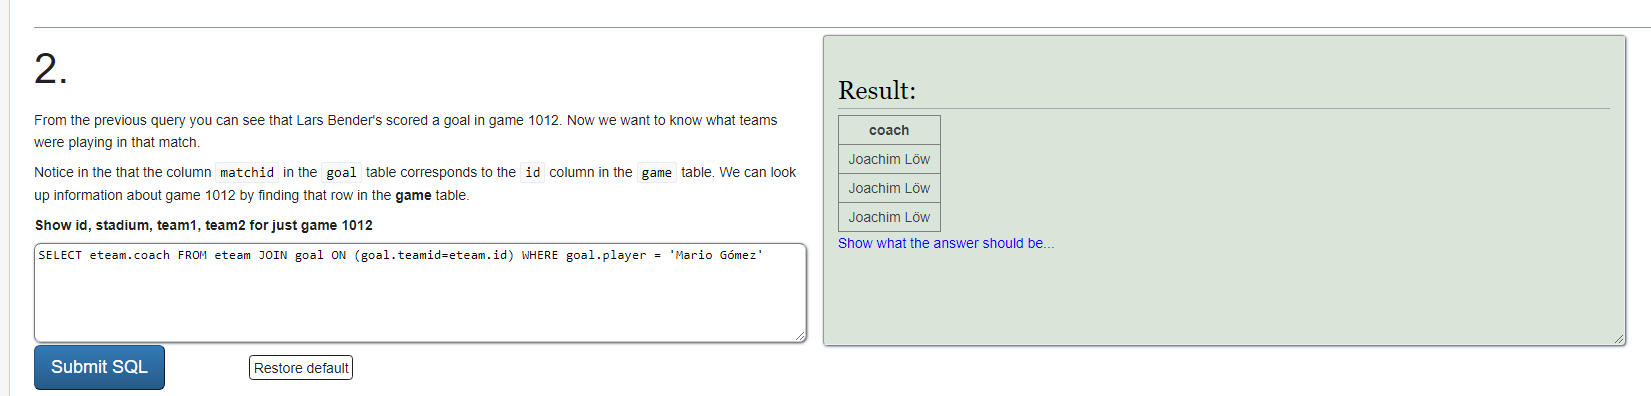 2.
From the previous query you can see that Lars Bender's scored a goal in game 1012. Now we want to know what teams
were playing in that match.
Notice in the that the column matchid in the goal table corresponds to the id column in the game table. We can look
up information about game 1012 by finding that row in the game table.
Show id, stadium, team1, team2 for just game 1012
SELECT eteam.coach FROM eteam JOIN goal ON (goal.teamid=eteam.id) WHERE goal.player = 'Mario Gómez'
Submit SQL
Restore default
Result:
coach
Joachim Löw
Joachim Löw
Joachim Löw
Show what the answer should be...